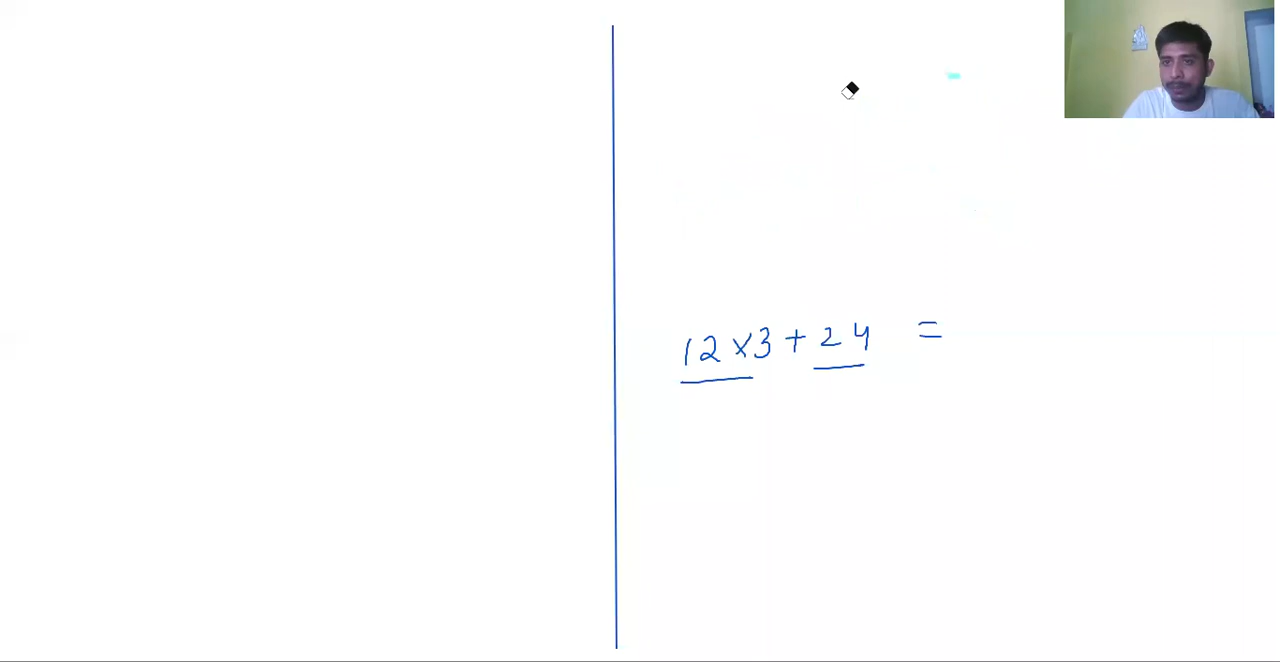 12 × 3 + 24 =